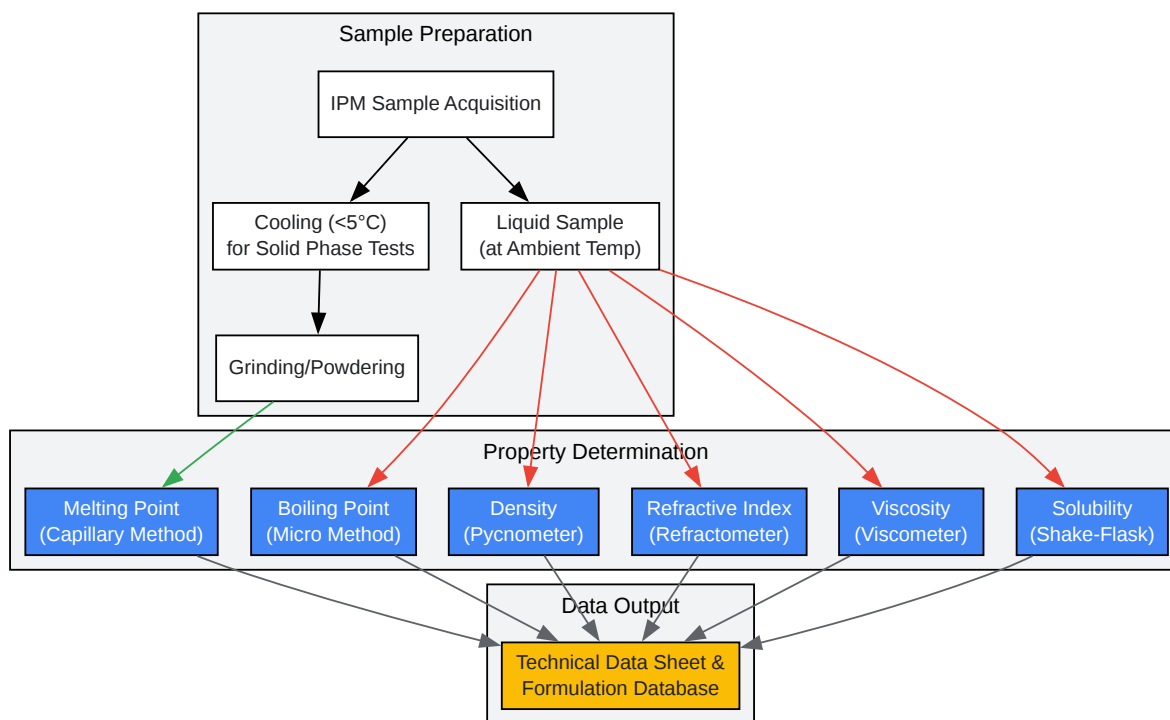 Sample Preparation
IPM Sample Acquisition
Cooling (<5°C)
for Solid Phase Tests
Liquid Sample
(at Ambient Temp)
Grinding/Powdering
Property Determination
Melting Point
(Capillary Method)
Boiling Point
(Micro Method)
Density
(Pycnometer)
Refractive Index
(Refractometer)
Viscosity
(Viscometer)
Solubility
(Shake-Flask)
Data Output
Technical Data Sheet &
Formulation Database